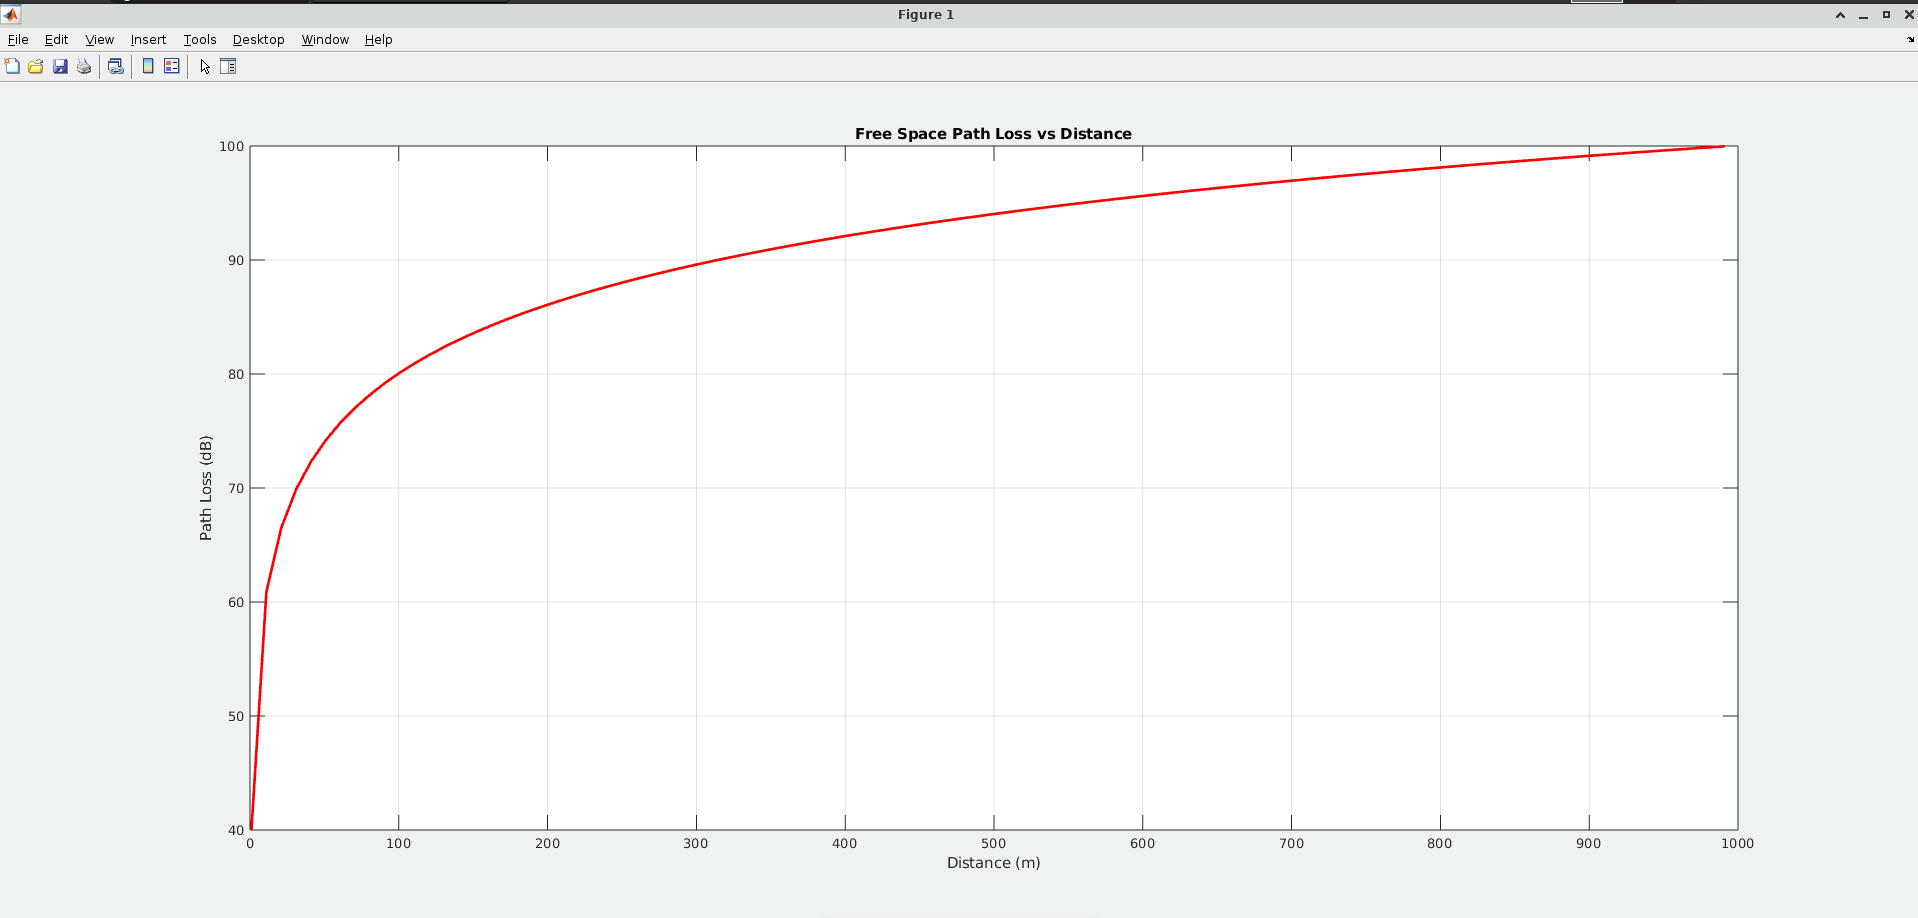 Figure 1
File Edit View Insert Tools Desktop Window Help
Free Space Path Loss vs Distance
100
90
80
70
60
50
40
Path Loss (dB)
0 100 200 300 400 500 600 700 800 900 1000
Distance (m)